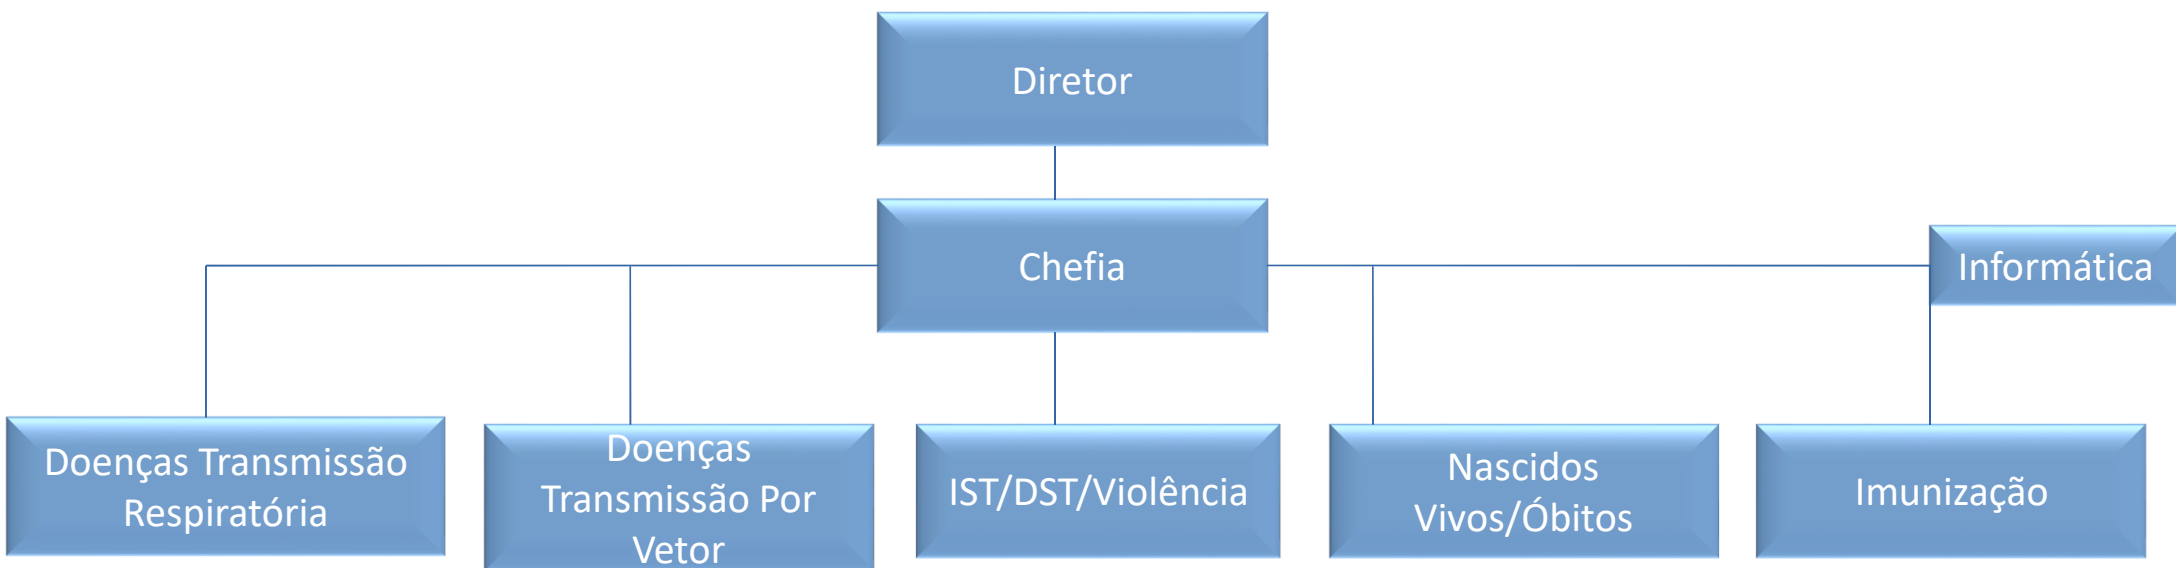 Diretor
Chefia
Informática
Doenças Transmissão
Respiratória
Doenças
Transmissão Por
Vetor
IST/DST/Violência
Nascidos
Vivos/Óbitos
Imunização